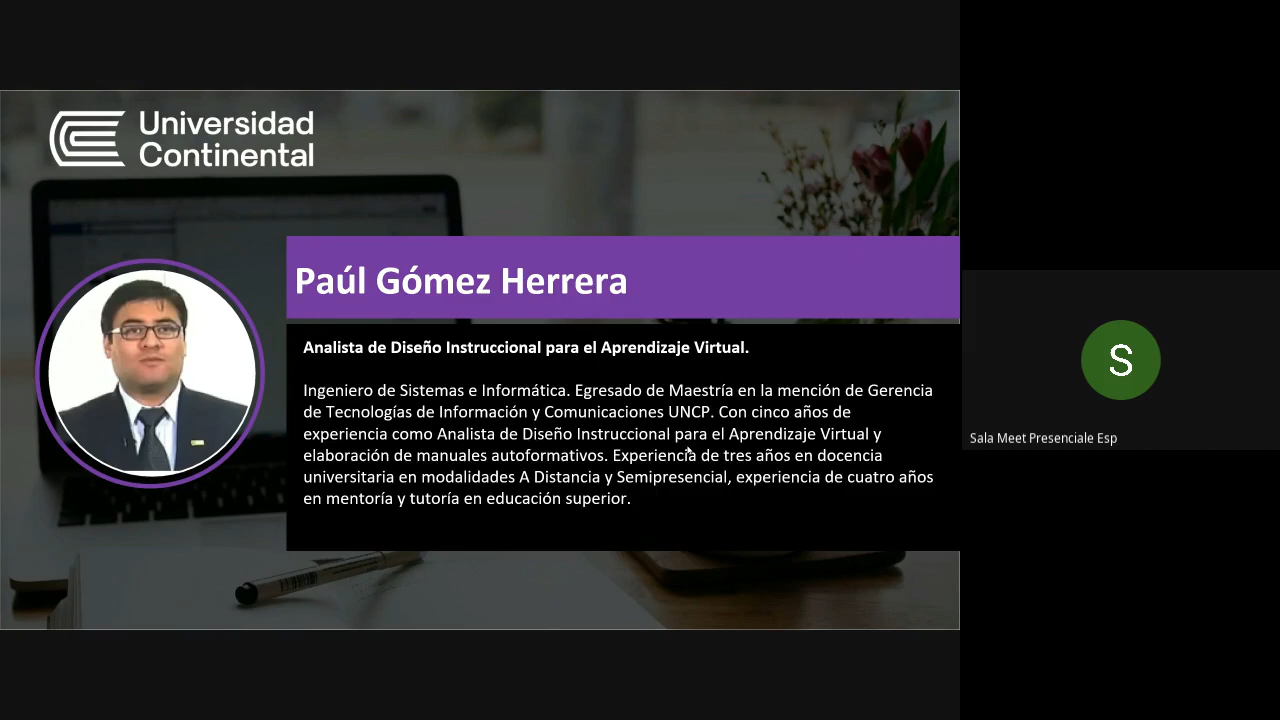 Universidad
Continental
Paúl Gómez Herrera
Analista de Diseño Instruccional para el Aprendizaje Virtual.
Ingeniero de Sistemas e Informática. Egresado de Maestría en la mención de Gerencia
de Tecnologías de Información y Comunicaciones UNCP. Con cinco años de
experiencia como Analista de Diseño Instruccional para el Aprendizaje Virtual y
elaboración de manuales autoformativos. Experiencia de tres años en docencia
universitaria en modalidades A Distancia y Semipresencial, experiencia de cuatro años
en mentoría y tutoría en educación superior.
S
Sala Meet Presenciale Esp